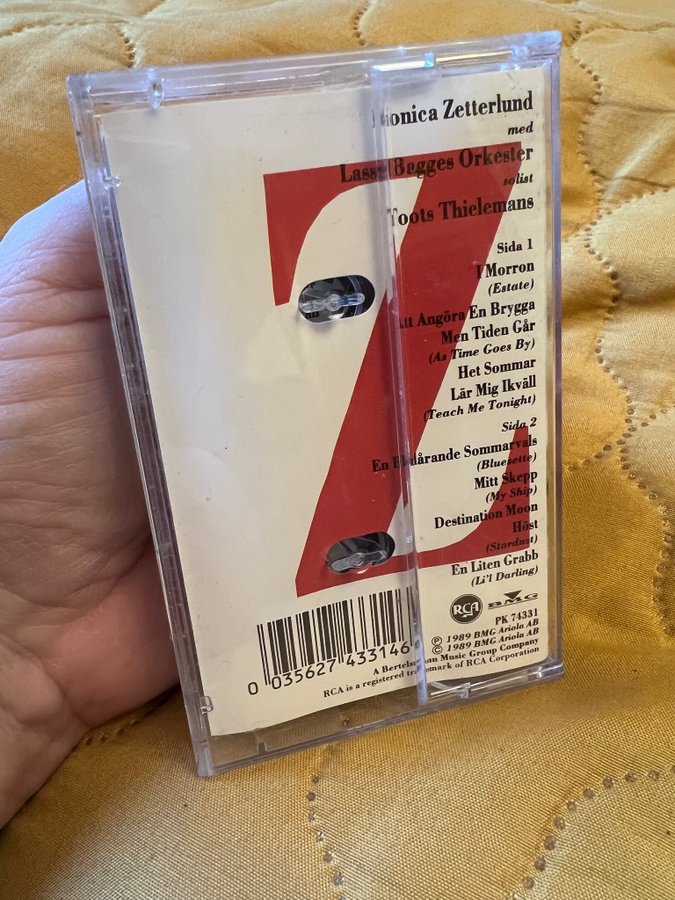 Monica Zetterlund
med
Lasse Bagges Orkester
solist
Toots Thielemans
Sida 1
I Morron
(Estate)
Att Angöra En Brygga
Men Tiden Går
(As Time Goes By)
Het Sommar
Lär Mig Ikväll
(Teach Me Tonight)
Sida 2
En Bedårande Sommarvals
(Bluesette)
Mitt Skepp
(My Ship)
Destination Moon
Höst
(Stardust)
En Liten Grabb
(Li'l Darling)
RCA BMG
PK 74331
℗ 1989 BMG Ariola AB
© 1989 BMG Ariola AB
A Bertelsman Music Group Company
RCA is a registered trademark of RCA Corporation
0 035627 433146
Z